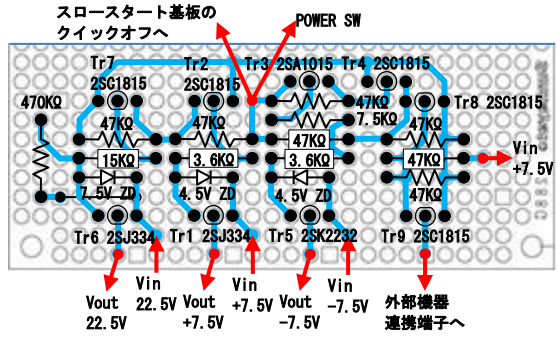 スロースタート基板の
クイックオフへ
POWER SW
Tr7 Tr2 Tr3 2SA1015 Tr4 2SC1815
2SC1815 2SC1815
470KΩ 47KΩ Tr8 2SC1815
7.5KΩ
47KΩ 47KΩ 47KΩ
47KΩ
Vin
+7.5V
15KΩ 3.6KΩ 3.6KΩ 47KΩ
7.5V ZD 4.5V ZD 4.5V ZD 47KΩ
Tr6 2SJ334 Tr1 2SJ334 Tr5 2SK2232 Tr9 2SC1815
Vin
22.5V
Vin
+7.5V
Vin
-7.5V
Vout
22.5V
Vout
+7.5V
Vout
-7.5V
外部機器
連携端子へ